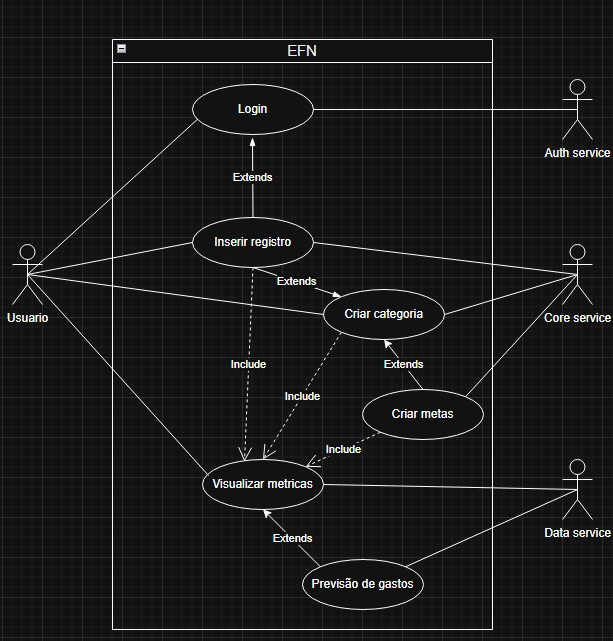 EFN
Login
Auth service
Extends
Inserir registro
Extends
Usuario
Criar categoria
Core service
Include
Extends
Include
Criar metas
Include
Visualizar metricas
Extends
Data service
Previsão de gastos